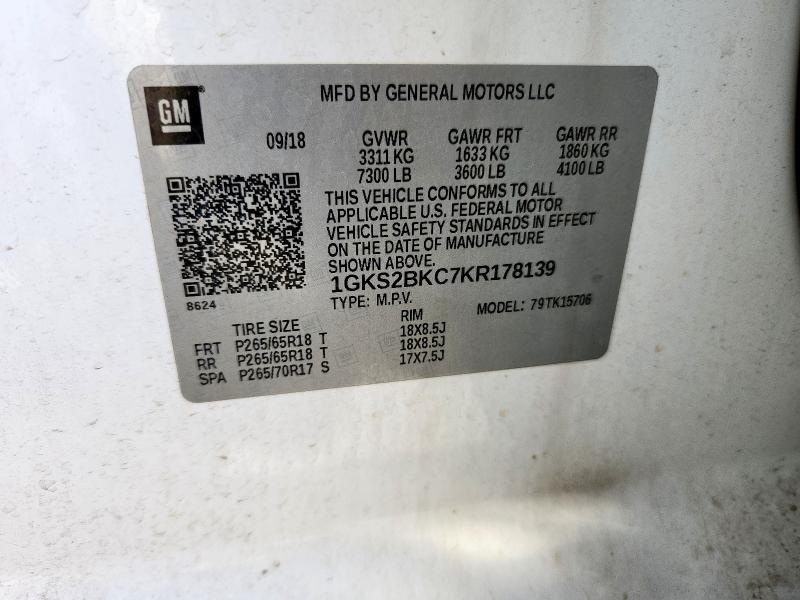 GM
MFD BY GENERAL MOTORS LLC
09/18 GVWR GAWR FRT GAWR RR
3311 KG 1633 KG 1860 KG
7300 LB 3600 LB 4100 LB
THIS VEHICLE CONFORMS TO ALL
APPLICABLE U.S. FEDERAL MOTOR
VEHICLE SAFETY STANDARDS IN EFFECT
ON THE DATE OF MANUFACTURE
SHOWN ABOVE.
1GKS2BKC7KR178139
8624
TYPE: M.P.V. MODEL: 79TK15706
TIRE SIZE RIM
FRT P265/65R18 T 18X8.5J
RR P265/65R18 T 18X8.5J
SPA P265/70R17 S 17X7.5J